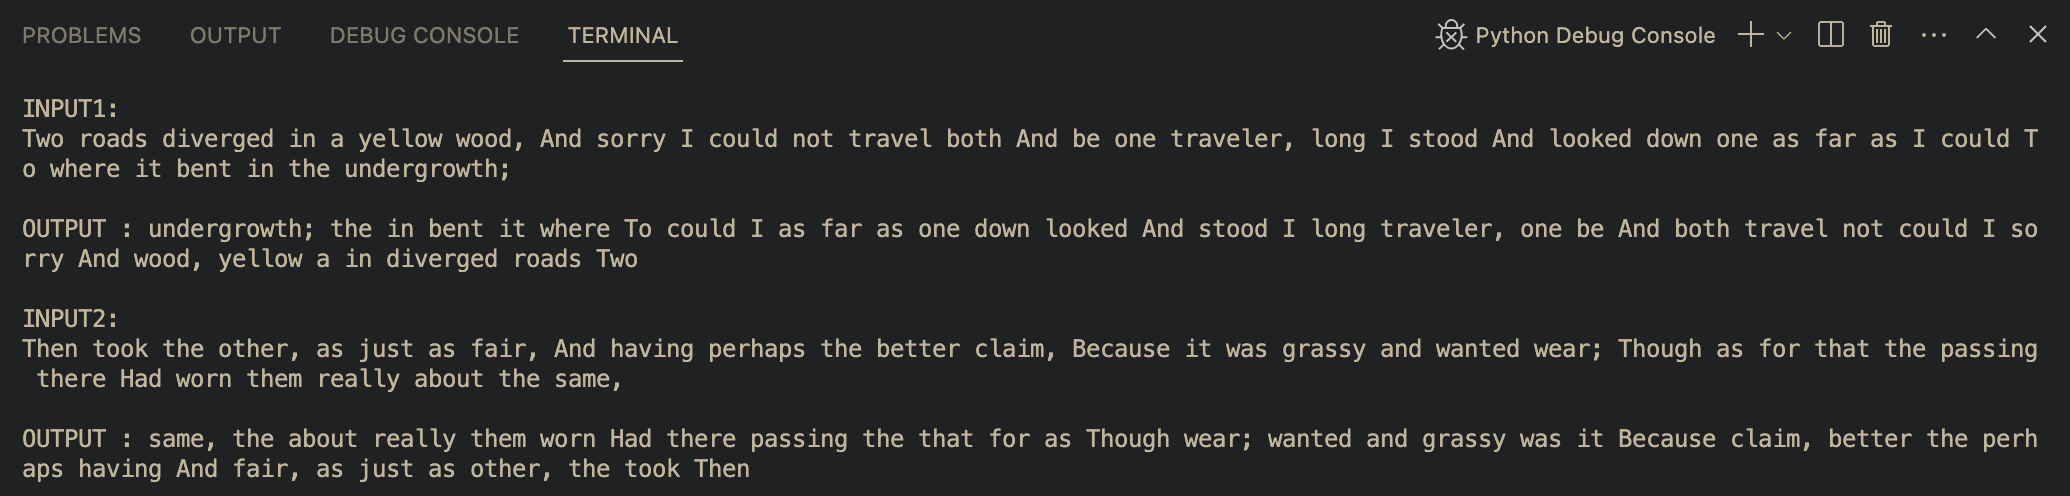 PROBLEMS OUTPUT DEBUG CONSOLE TERMINAL Python Debug Console
INPUT1:
Two roads diverged in a yellow wood, And sorry I could not travel both And be one traveler, long I stood And looked down one as far as I could T
o where it bent in the undergrowth;
OUTPUT : undergrowth; the in bent it where To could I as far as one down looked And stood I long traveler, one be And both travel not could I so
rry And wood, yellow a in diverged roads Two
INPUT2:
Then took the other, as just as fair, And having perhaps the better claim, Because it was grassy and wanted wear; Though as for that the passing
there Had worn them really about the same,
OUTPUT : same, the about really them worn Had there passing the that for as Though wear; wanted and grassy was it Because claim, better the perh
aps having And fair, as just as other, the took Then